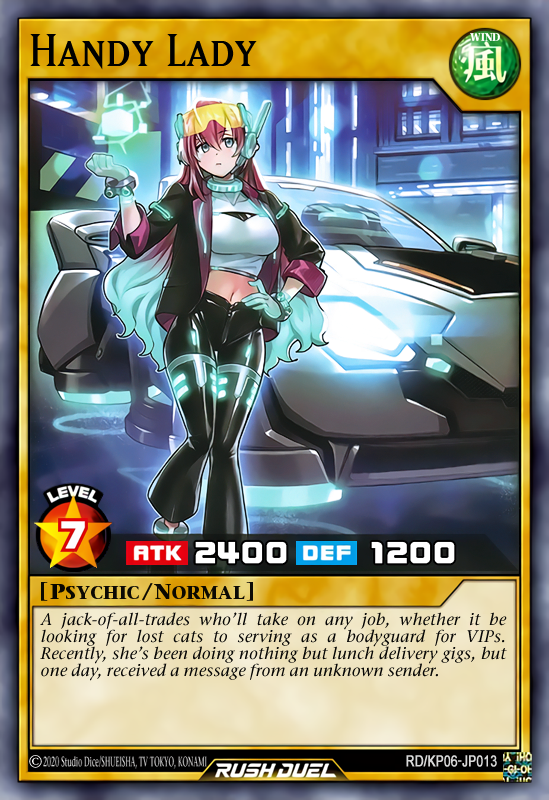 HANDY LADY
WIND
風
LEVEL
7
ATK 2400 DEF 1200
[PSYCHIC/NORMAL]
A jack-of-all-trades who'll take on any job, whether it be
looking for lost cats to serving as a bodyguard for VIPs.
Recently, she's been doing nothing but lunch delivery gigs, but
one day, received a message from an unknown sender.
©2020 Studio Dice/SHUEISHA, TV TOKYO, KONAMI
RD/KP06-JP013
RUSH DUEL